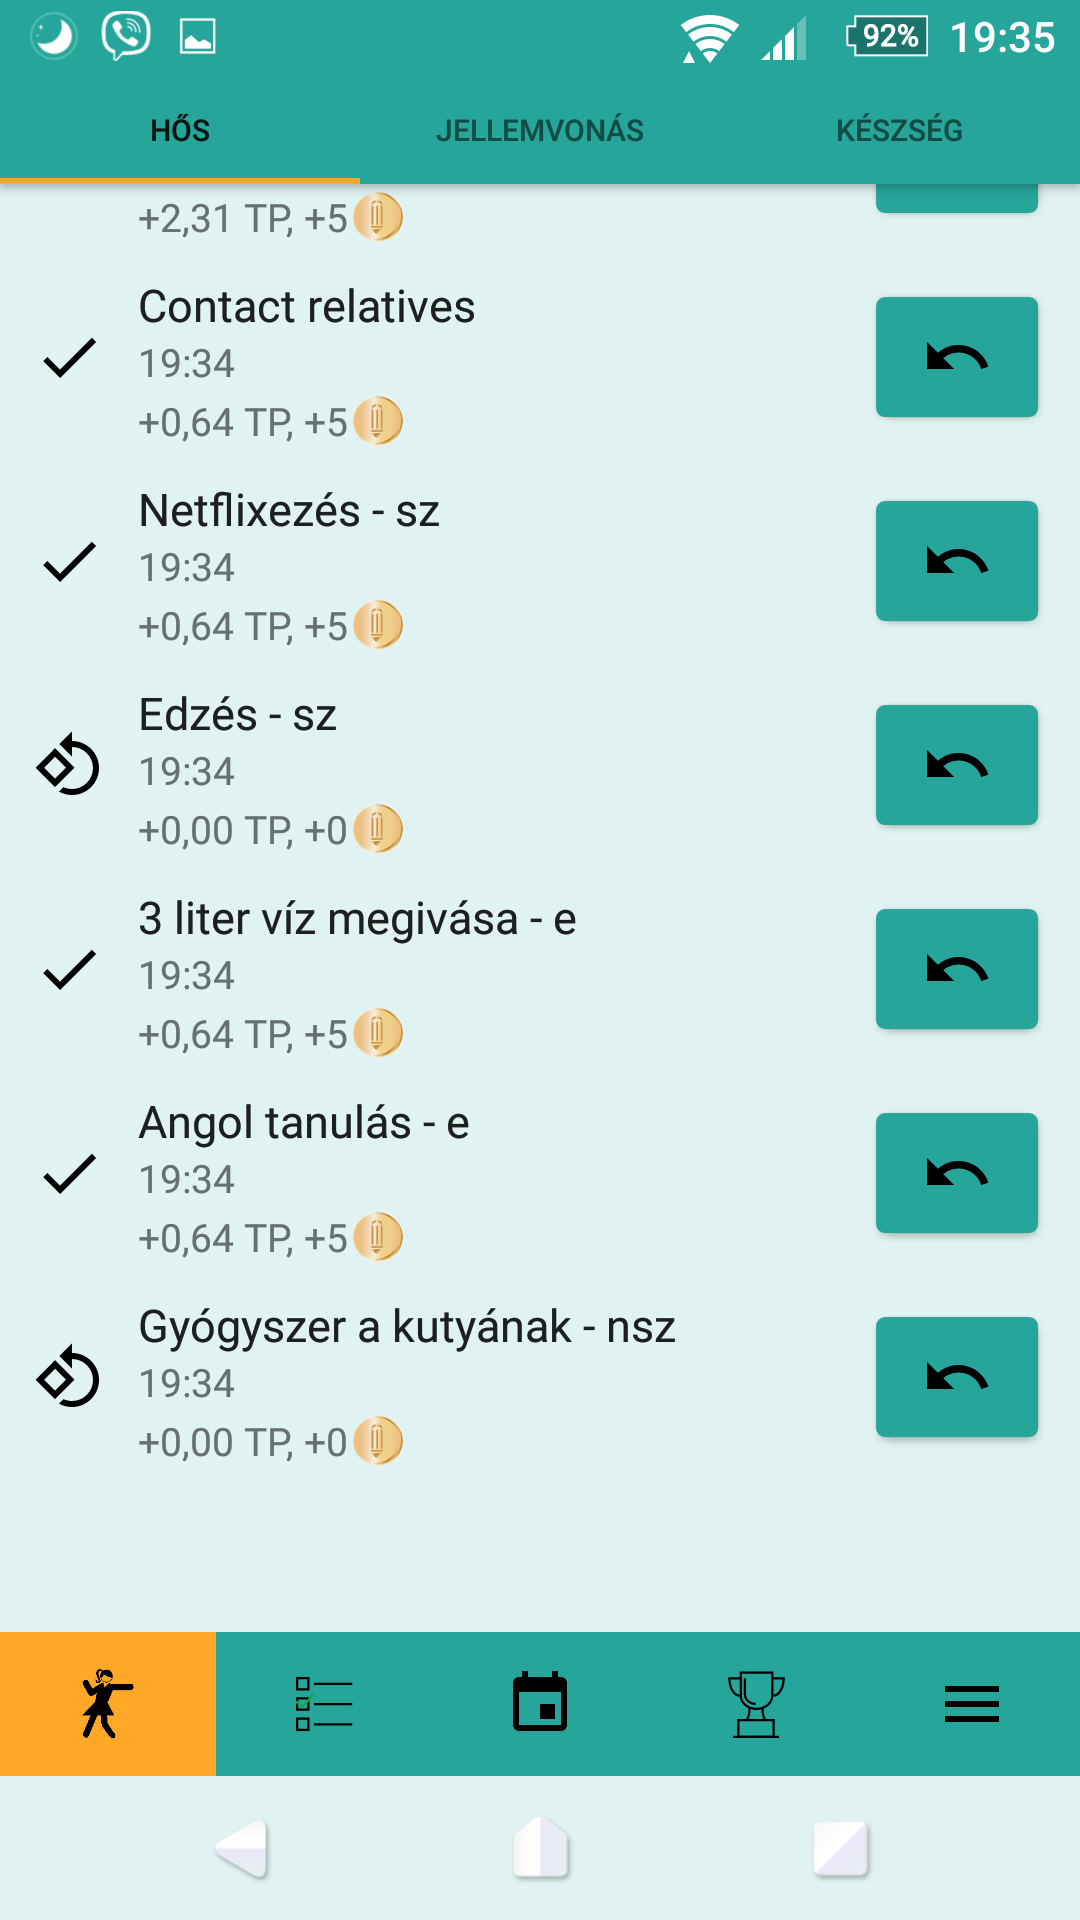 92% 19:35
HŐS JELLEMVONÁS KÉSZSÉG
+2,31 TP, +5
Contact relatives
19:34
+0,64 TP, +5
Netflixezés - sz
19:34
+0,64 TP, +5
Edzés - sz
19:34
+0,00 TP, +0
3 liter víz megivása - e
19:34
+0,64 TP, +5
Angol tanulás - e
19:34
+0,64 TP, +5
Gyógyszer a kutyának - nsz
19:34
+0,00 TP, +0